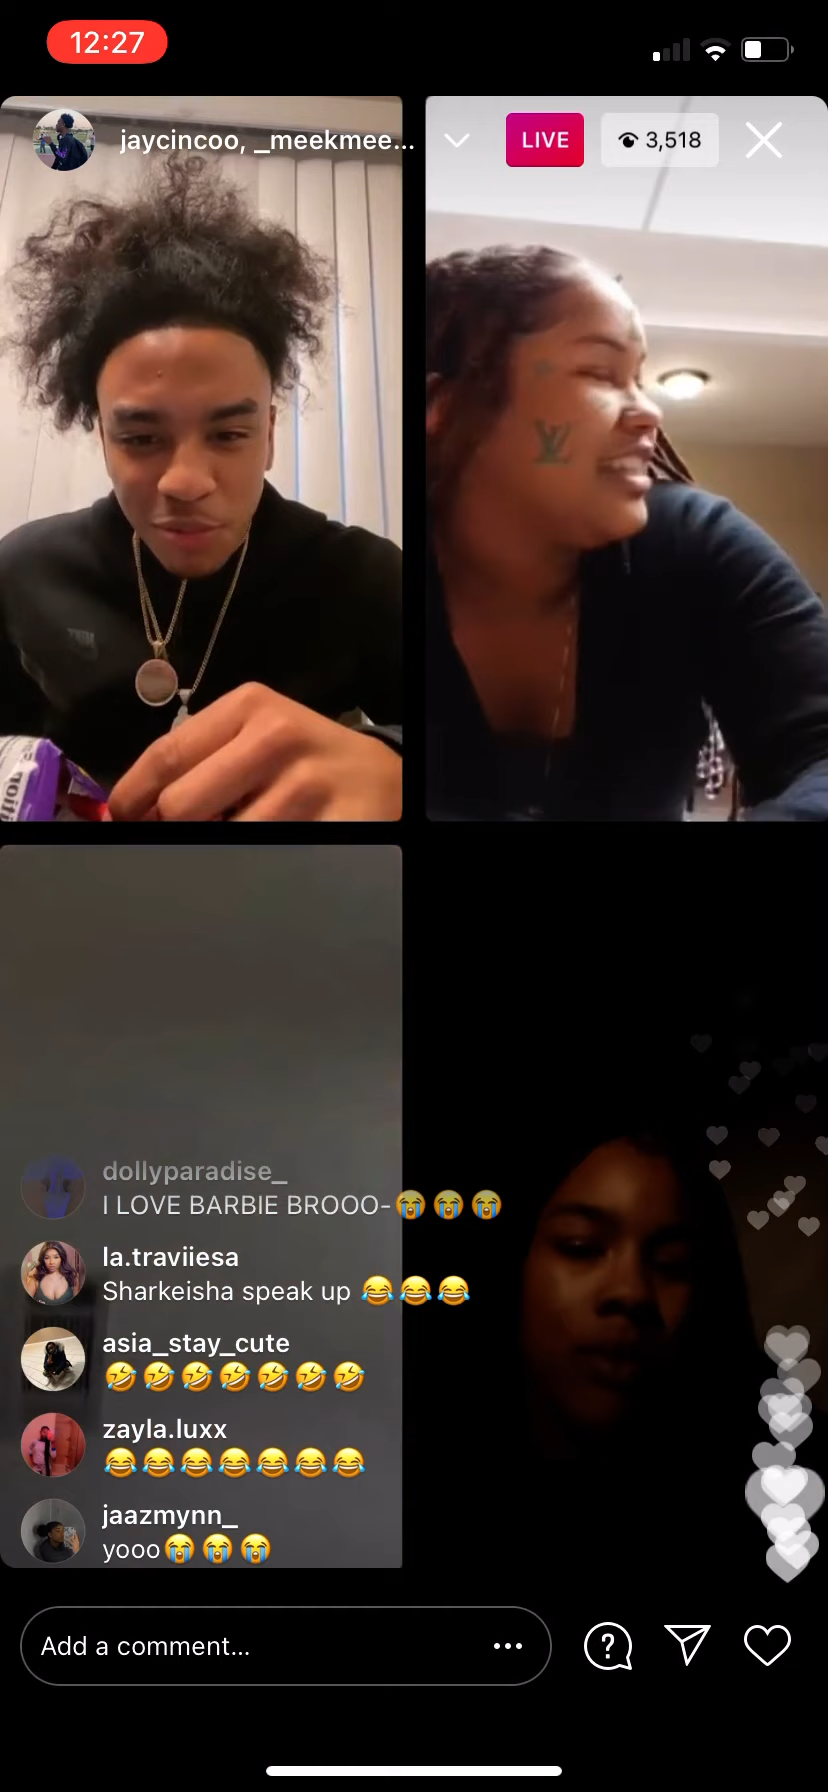 12:27
jaycincoo, _meekmee...
LIVE
3,518
dollyparadise_
I LOVE BARBIE BROOO-😭😭😭
la.traviiesa
Sharkeisha speak up 😂😂😂
asia_stay_cute
🤣🤣🤣🤣🤣🤣🤣
zayla.luxx
😂😂😂😂😂😂😂
jaazmynn_
yooo😭😭😭
Add a comment...